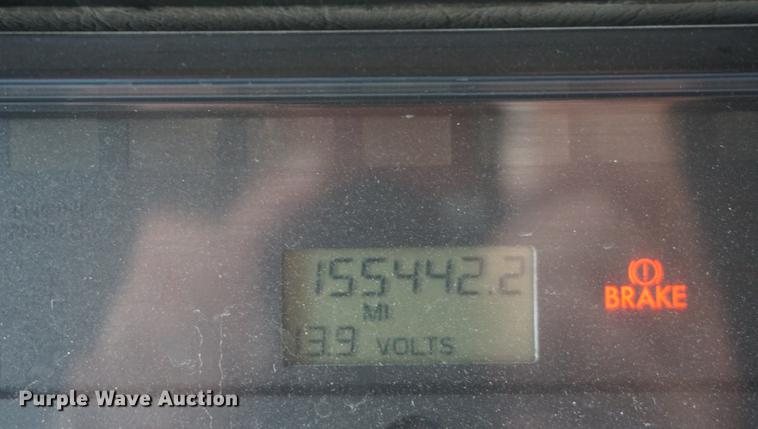 155442.2
MI
BRAKE
13.9 VOLTS
Purple Wave Auction